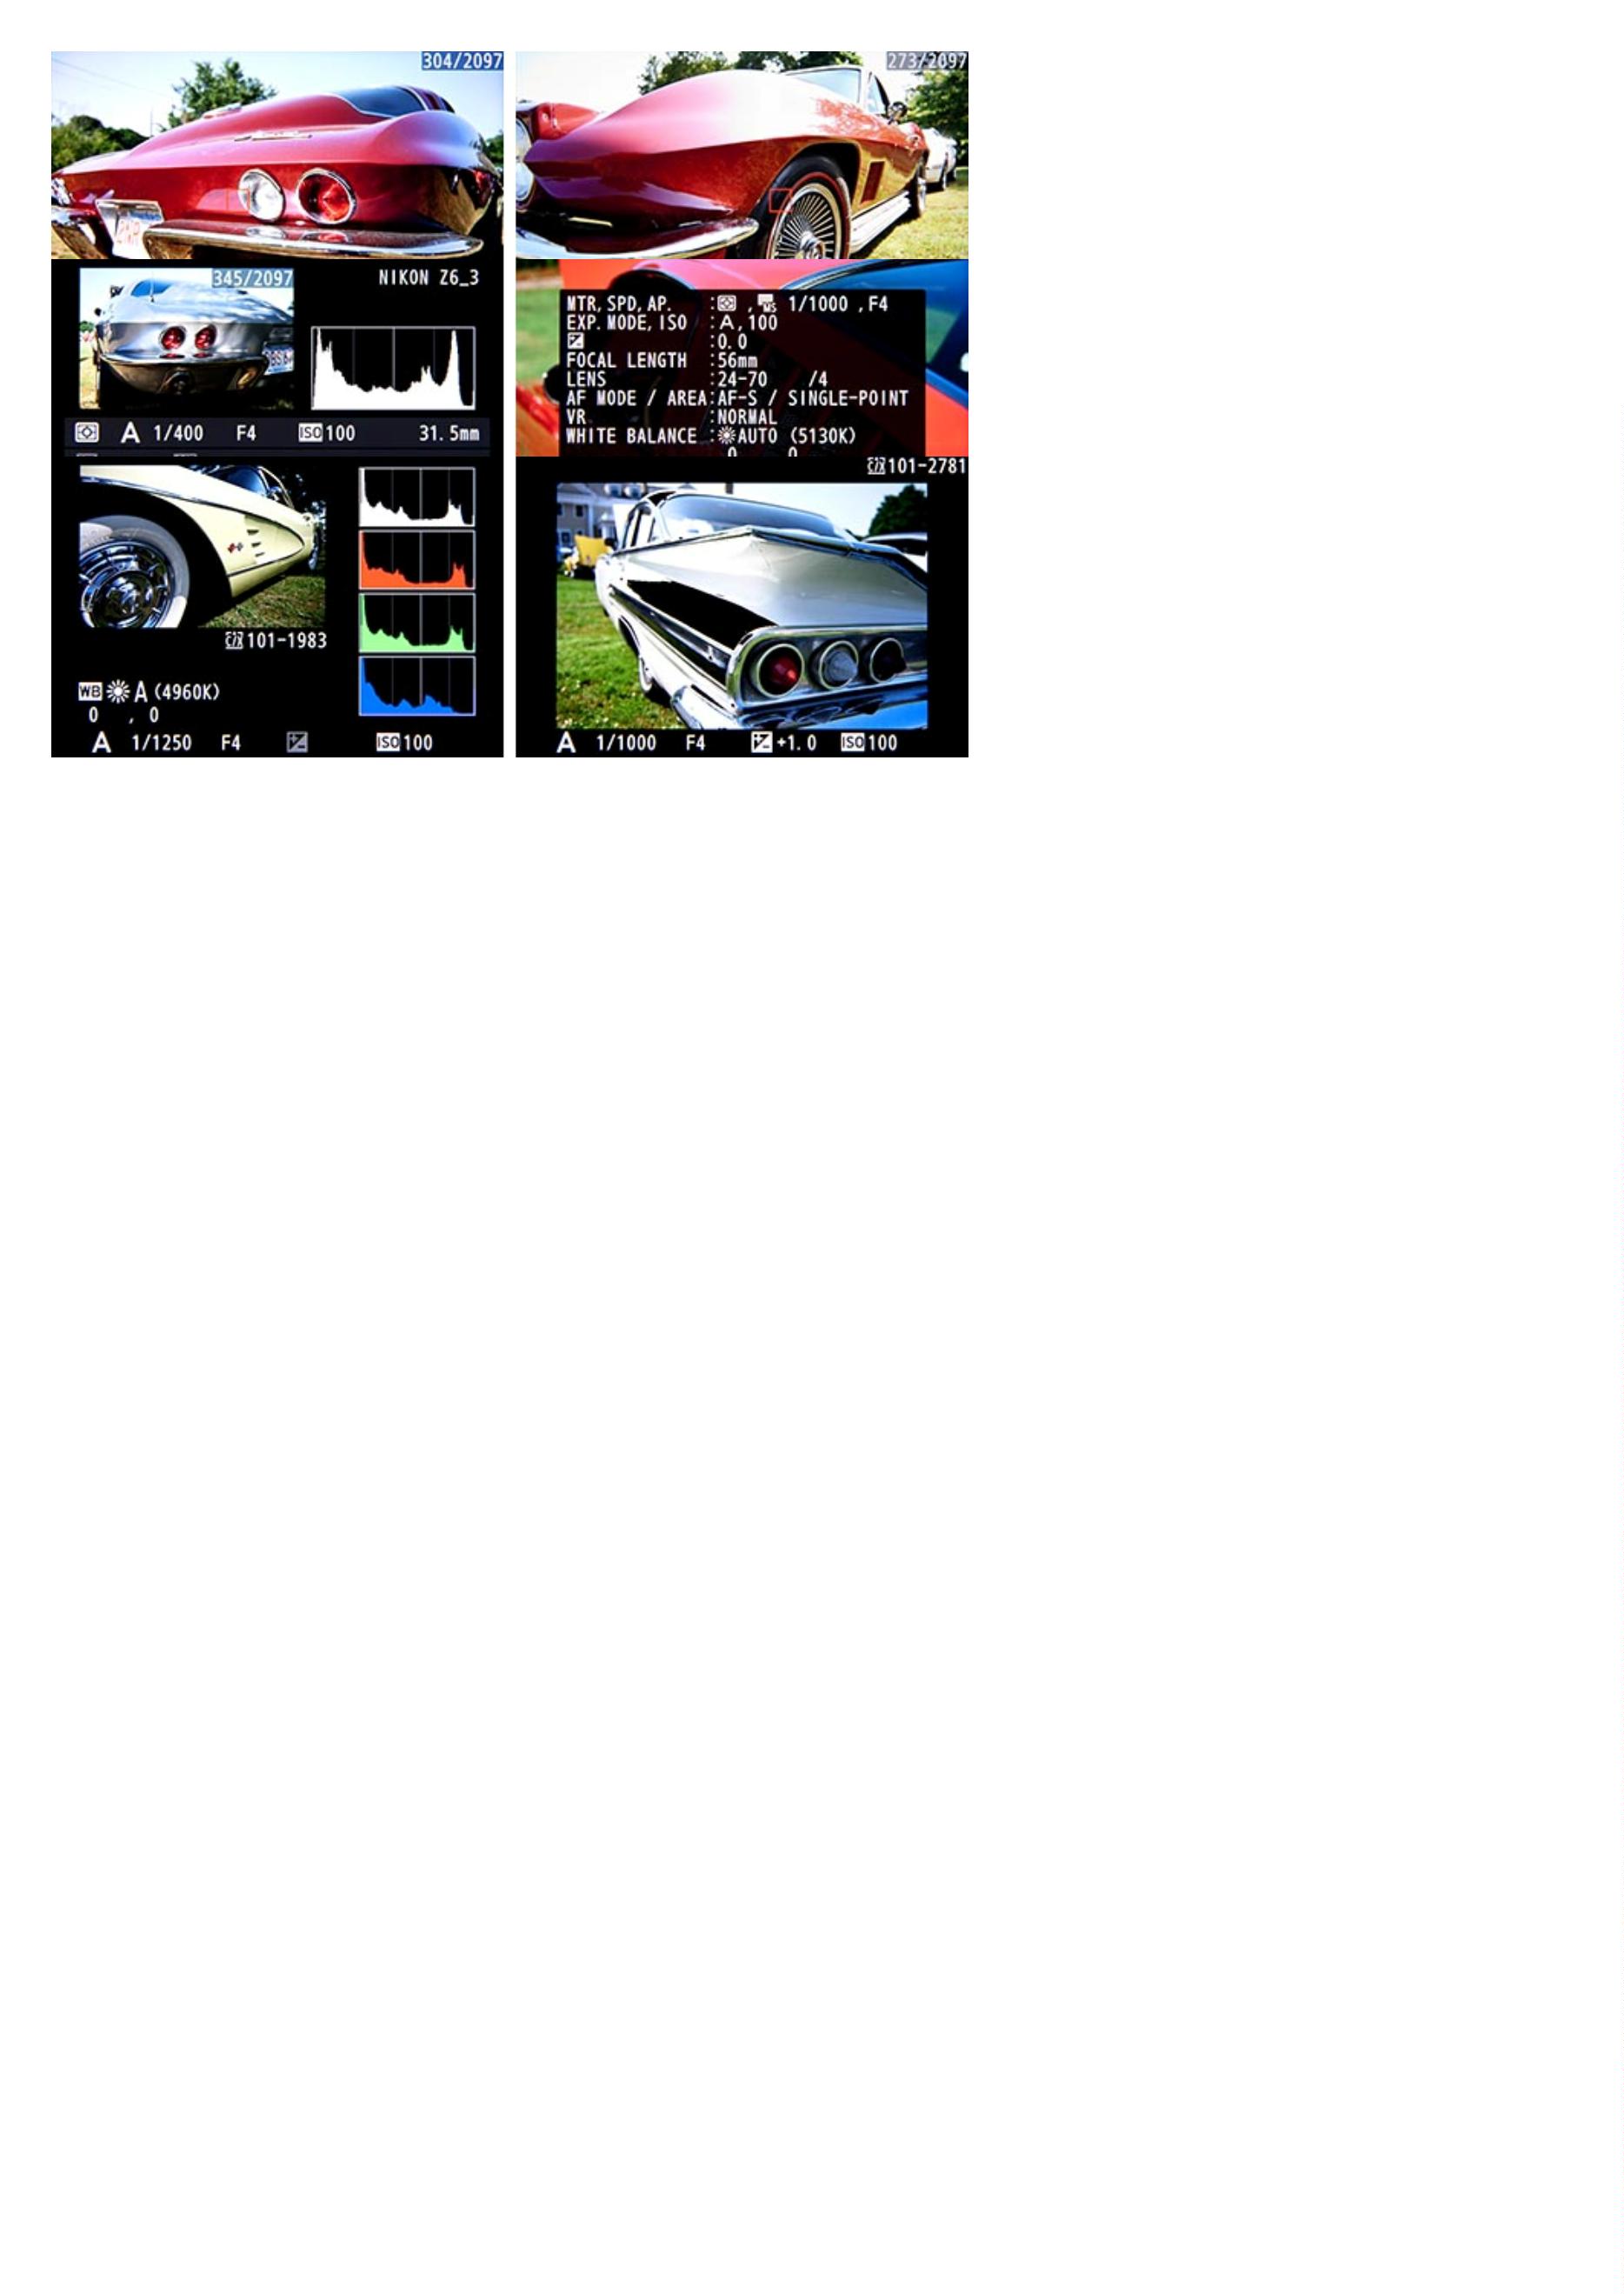 304/2097
273/2097
345/2097
NIKON Z6_3
A 1/400 F4 ISO 100 31.5mm
MTR, SPD, AP. : , MS 1/1000 , F4
EXP. MODE, ISO : A, 100
: 0.0
FOCAL LENGTH : 56mm
LENS : 24-70 /4
AF MODE / AREA : AF-S / SINGLE-POINT
VR : NORMAL
WHITE BALANCE : AUTO (5130K)
0 0
101-1983
WB A (4960K)
0 , 0
A 1/1250 F4 ISO 100
101-2781
A 1/1000 F4 +1.0 ISO 100